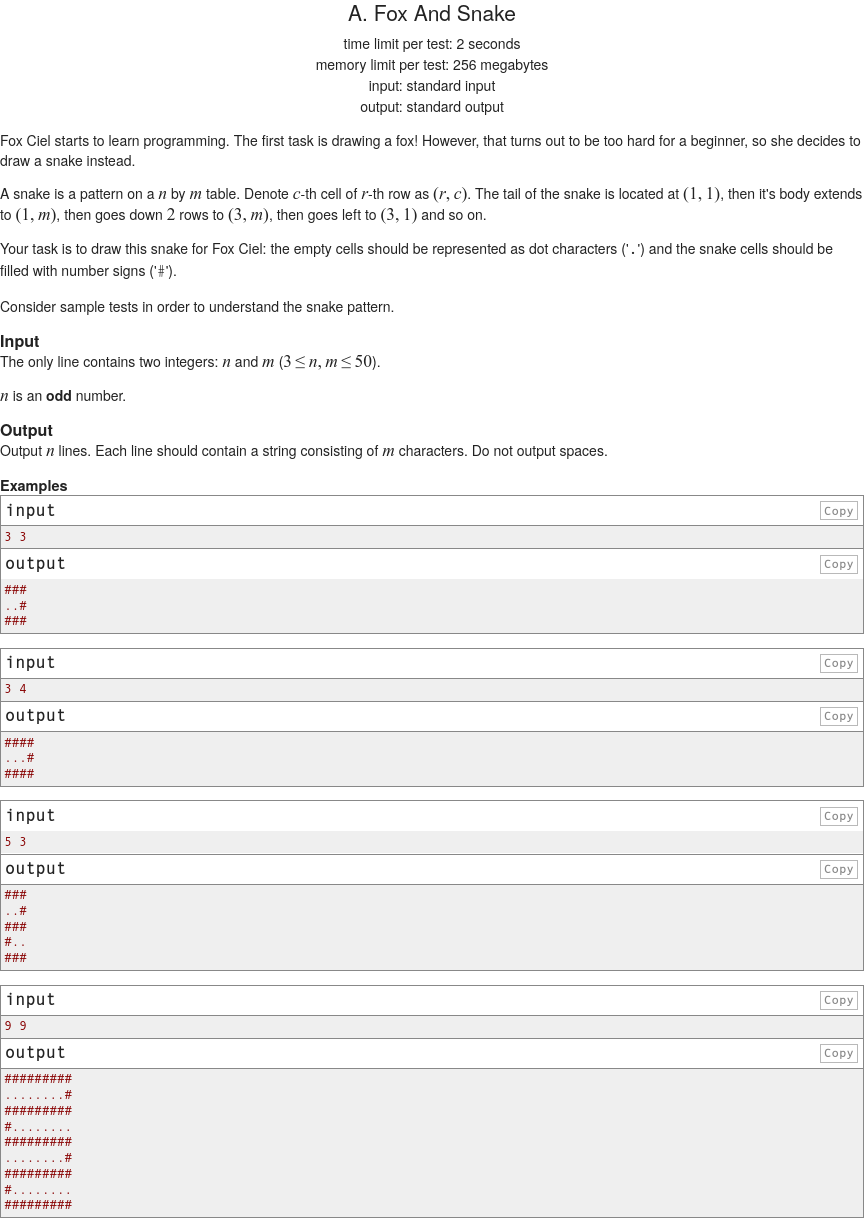 A. Fox And Snake
time limit per test: 2 seconds
memory limit per test: 256 megabytes
input: standard input
output: standard output
Fox Ciel starts to learn programming. The first task is drawing a fox! However, that turns out to be too hard for a beginner, so she decides to
draw a snake instead.
A snake is a pattern on a n by m table. Denote c-th cell of r-th row as (r, c). The tail of the snake is located at (1, 1), then it's body extends
to (1, m), then goes down 2 rows to (3, m), then goes left to (3, 1) and so on.
Your task is to draw this snake for Fox Ciel: the empty cells should be represented as dot characters ('.') and the snake cells should be
filled with number signs ('#').
Consider sample tests in order to understand the snake pattern.
Input
The only line contains two integers: n and m (3 ≤ n, m ≤ 50).
n is an odd number.
Output
Output n lines. Each line should contain a string consisting of m characters. Do not output spaces.
Examples
input Copy
3 3
output Copy
###
..#
###
input Copy
3 4
output Copy
####
...#
####
input Copy
5 3
output Copy
###
..#
###
#..
###
input Copy
9 9
output Copy
#########
........#
#########
#........
#########
........#
#########
#........
#########